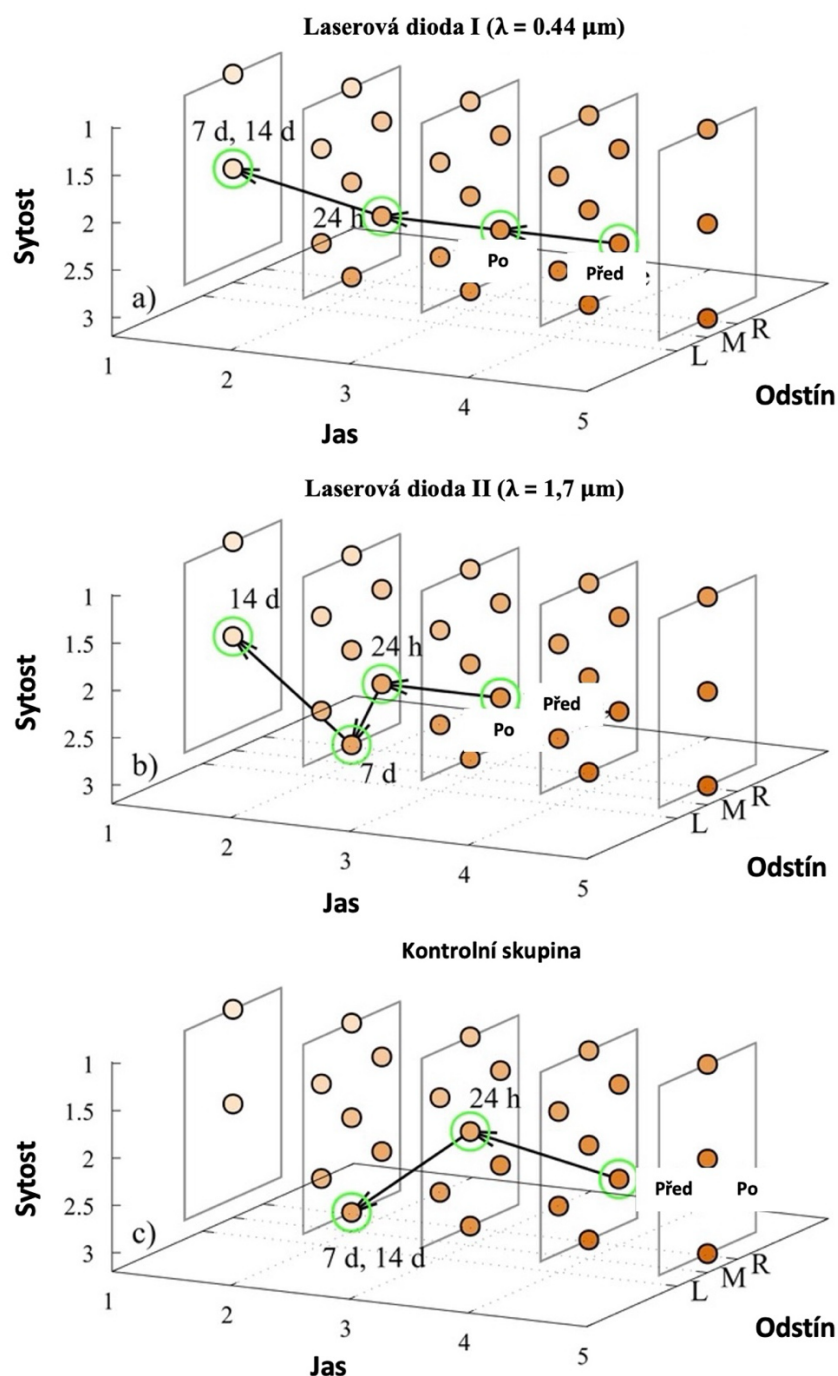 Laserová dioda I (λ = 0.44 μm)
7 d, 14 d
24 h
Po
Před
Sytost
1
1.5
2
2.5
3
a)
1
2
3
4
5
Jas
L
M
R
Odstín
Laserová dioda II (λ = 1,7 μm)
14 d
24 h
Před
Po
7 d
Sytost
1
1.5
2
2.5
3
b)
1
2
3
4
5
Jas
L
M
R
Odstín
Kontrolní skupina
24 h
Před
Po
7 d, 14 d
Sytost
1
1.5
2
2.5
3
c)
1
2
3
4
5
Jas
L
M
R
Odstín